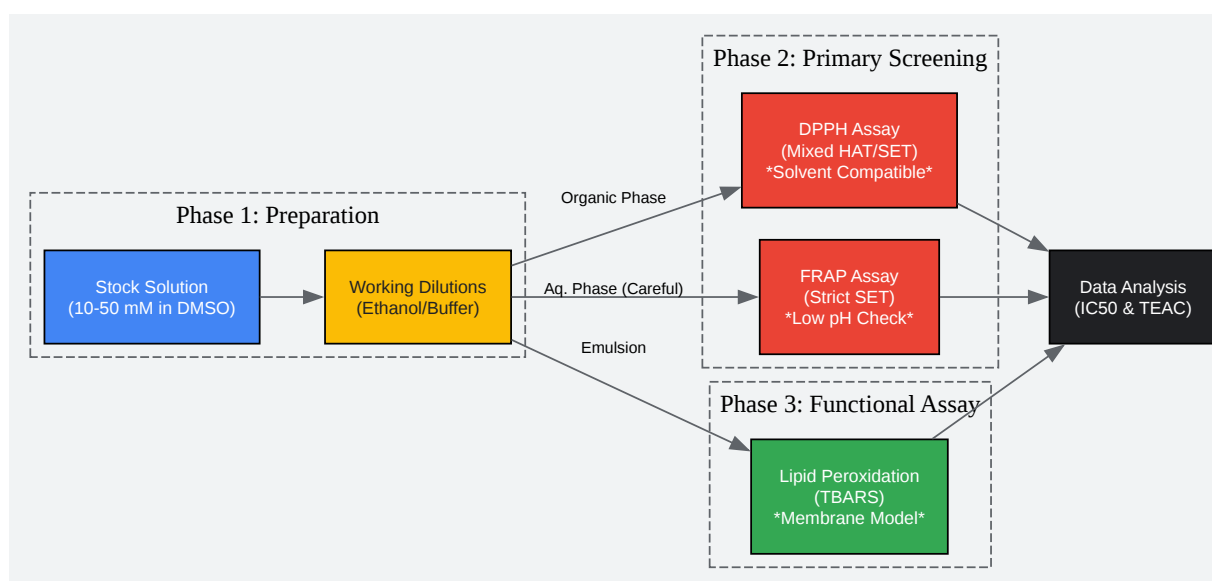 Phase 1: Preparation
Stock Solution
(10-50 mM in DMSO)
Working Dilutions
(Ethanol/Buffer)
Organic Phase
Aq. Phase (Careful)
Emulsion
Phase 2: Primary Screening
DPPH Assay
(Mixed HAT/SET)
*Solvent Compatible*
FRAP Assay
(Strict SET)
*Low pH Check*
Phase 3: Functional Assay
Lipid Peroxidation
(TBARS)
*Membrane Model*
Data Analysis
(IC50 & TEAC)